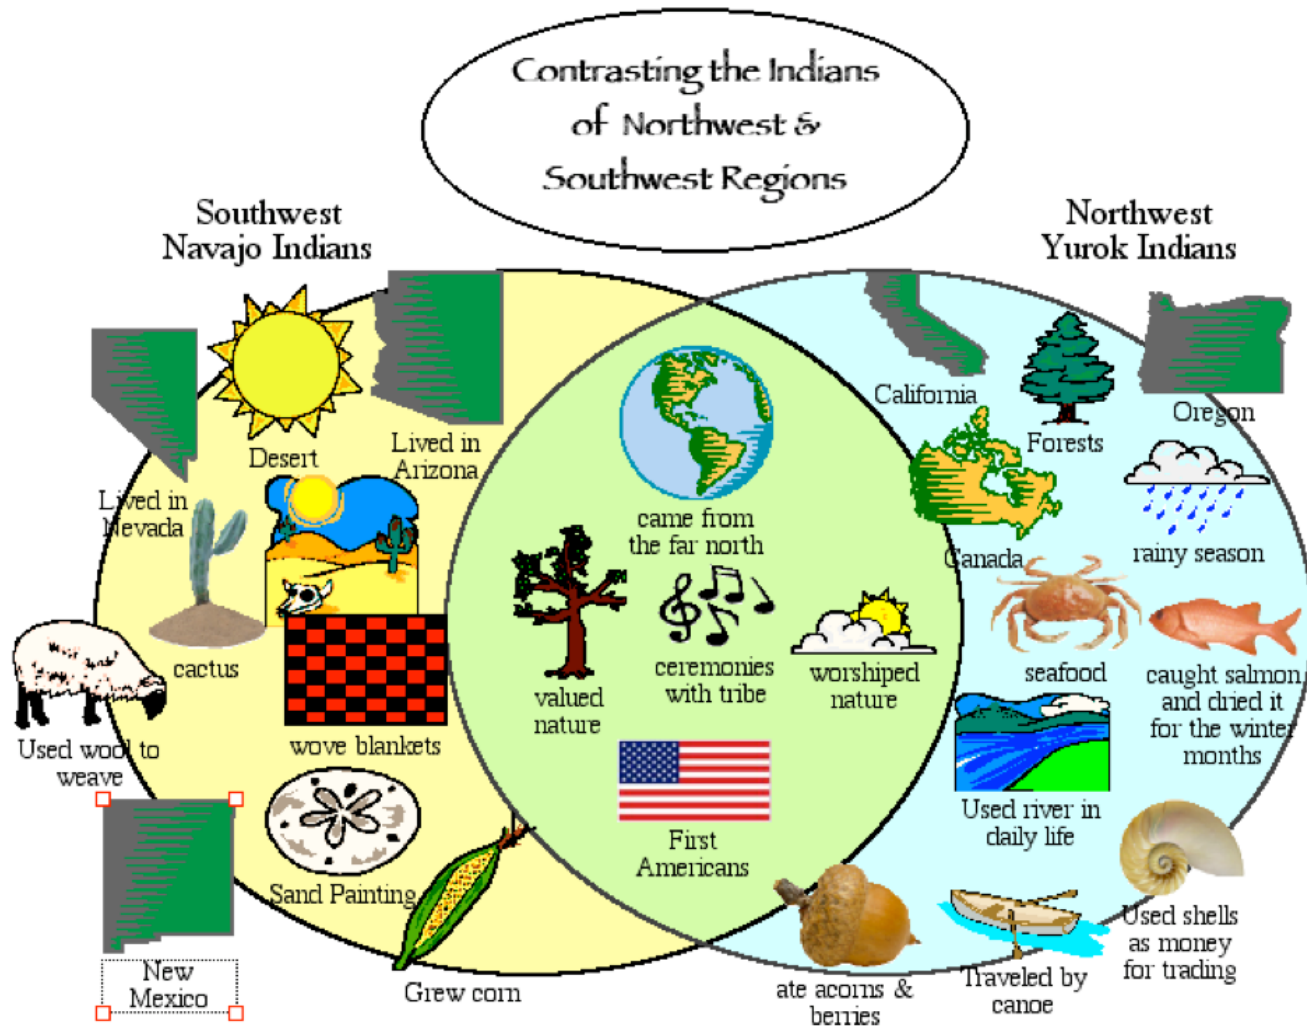 Contrasting the Indians
of Northwest &
Southwest Regions
Southwest
Navajo Indians
Northwest
Yurok Indians
Desert
Lived in
Arizona
Lived in
Nevada
cactus
Used wool to
weave
wove blankets
Sand Painting
New
Mexico
Grew corn
came from
the far north
valued
nature
ceremonies
with tribe
worshiped
nature
First
Americans
California
Forests
Oregon
Canada
rainy season
seafood
caught salmon
and dried it
for the winter
months
Used river in
daily life
Used shells
as money
for trading
ate acorns &
berries
Traveled by
canoe